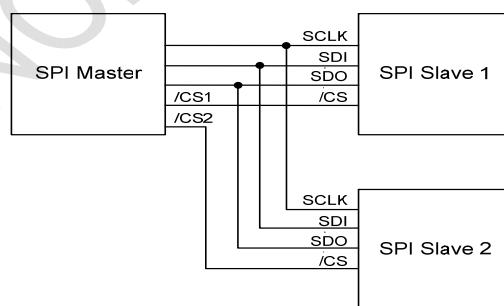 SCLK
SDI
SPI Master
SDO
SPI Slave 1
/CS1
/CS
/CS2
SCLK
SDI
SDO
SPI Slave 2
/CS